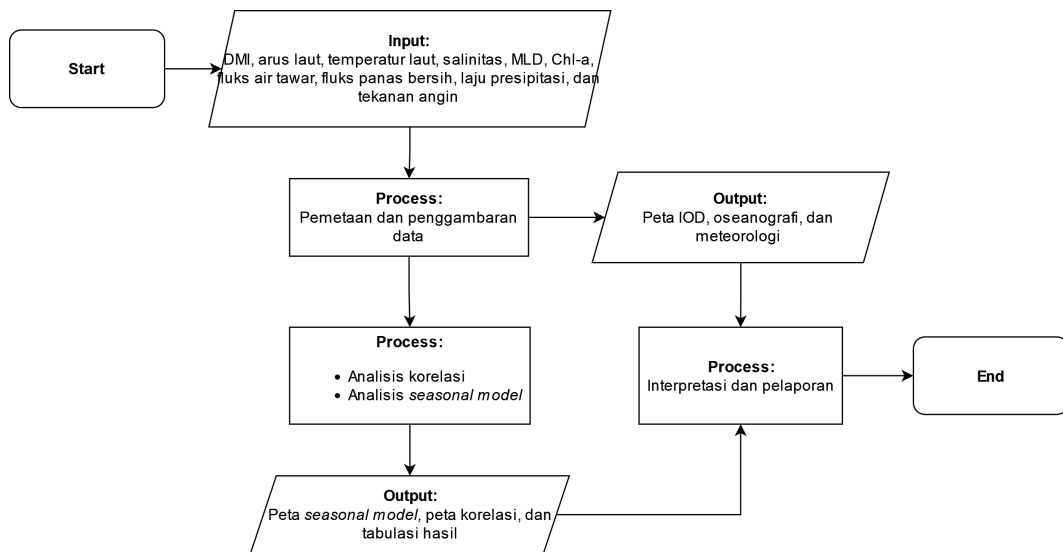 Start
Input:
DMI, arus laut, temperatur laut, salinitas, MLD, Chl-a,
fluks air tawar, fluks panas bersih, laju presipitasi, dan
tekanan angin
Process:
Pemetaan dan penggambaran
data
Output:
Peta IOD, oseanografi, dan
meteorologi
Process:
• Analisis korelasi
• Analisis seasonal model
Process:
Interpretasi dan pelaporan
End
Output:
Peta seasonal model, peta korelasi, dan
tabulasi hasil